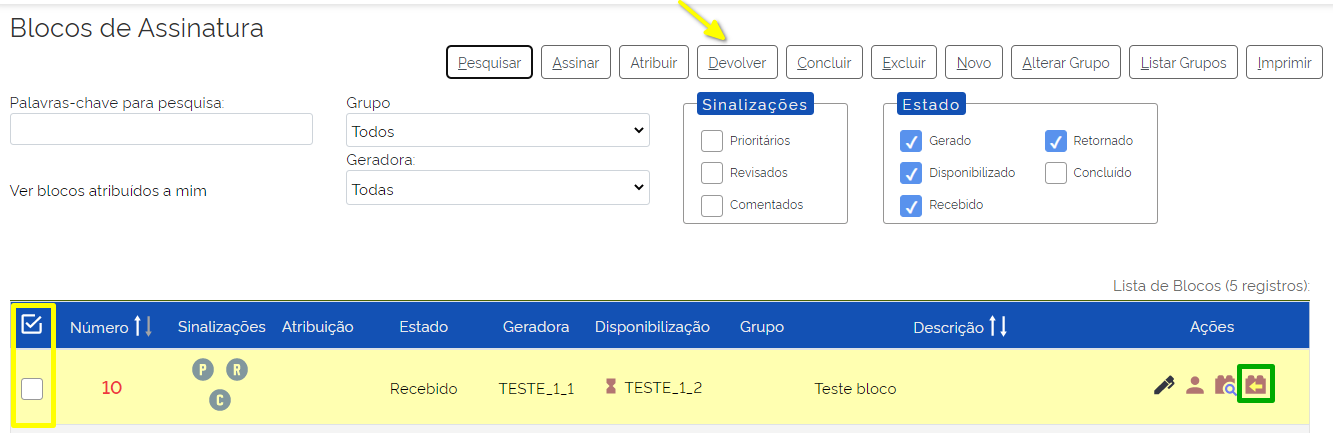 Blocos de Assinatura
Pesquisar Assinar Atribuir Devolver Concluir Excluir Novo Alterar Grupo Listar Grupos Imprimir
Palavras-chave para pesquisa:
Grupo
Todos
Geradora:
Todas
Ver blocos atribuídos a mim
Sinalizações
Prioritários
Revisados
Comentados
Estado
Gerado
Retornado
Disponibilizado
Concluído
Recebido
Lista de Blocos (5 registros):
Número Sinalizações Atribuição Estado Geradora Disponibilização Grupo Descrição Ações
10 P R C Recebido TESTE_1_1 TESTE_1_2 Teste bloco